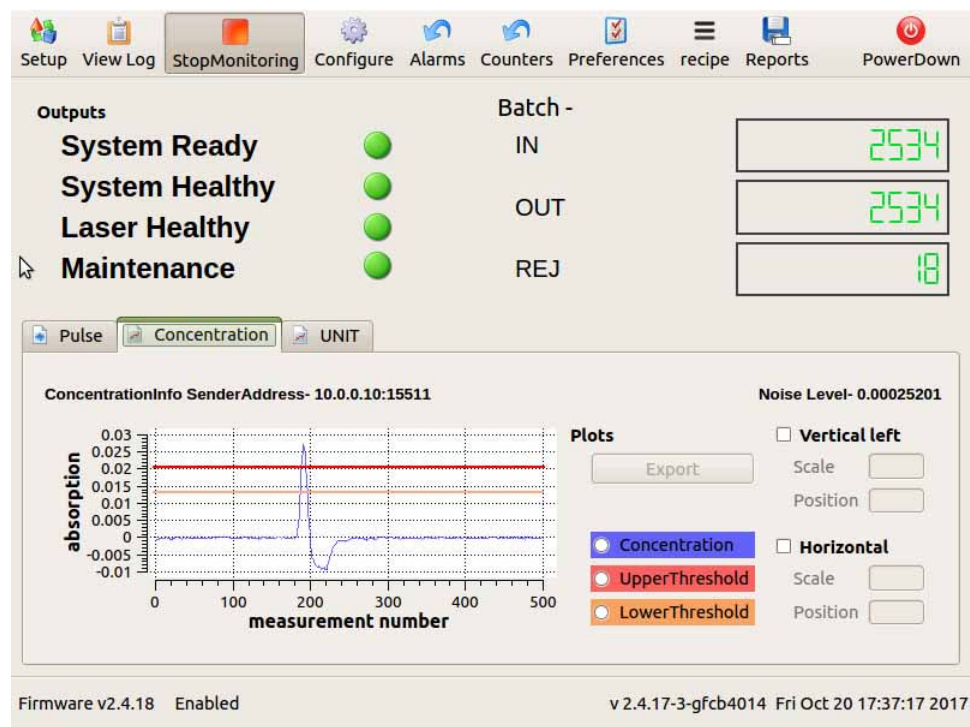 Setup View Log StopMonitoring Configure Alarms Counters Preferences recipe Reports PowerDown
Outputs
Batch -
System Ready
IN
2534
System Healthy
OUT
2534
Laser Healthy
Maintenance
REJ
18
Pulse Concentration UNIT
ConcentrationInfo SenderAddress- 10.0.0.10:15511
Noise Level- 0.00025201
absorption
0.03
0.025
0.02
0.015
0.01
0.005
0
-0.005
-0.01
0 100 200 300 400 500
measurement number
Plots
Export
Concentration
UpperThreshold
LowerThreshold
Vertical left
Scale
Position
Horizontal
Scale
Position
Firmware v2.4.18 Enabled
v 2.4.17-3-gfcb4014 Fri Oct 20 17:37:17 2017